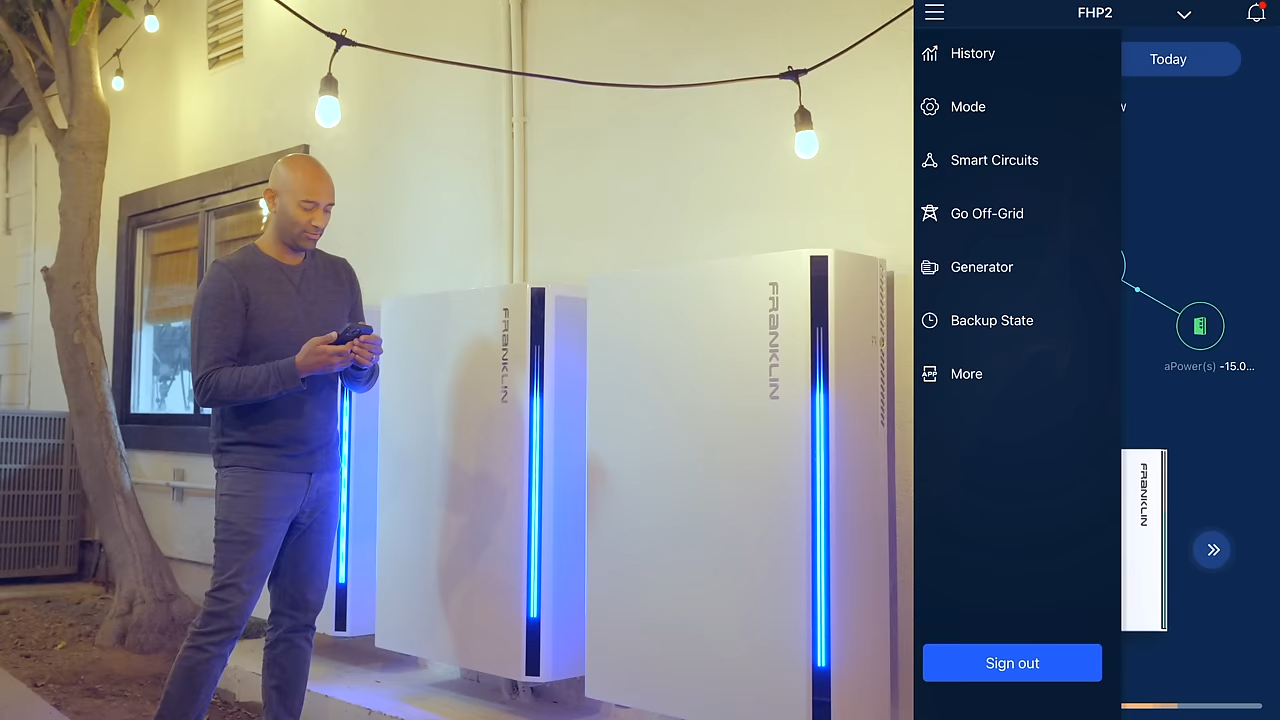 FRANKLIN
FRANKLIN
FHP2
History
Today
Mode
W
Smart Circuits
Go Off-Grid
Generator
Backup State
aPower(s) -15.0...
APP
More
FRANKLIN
Sign out